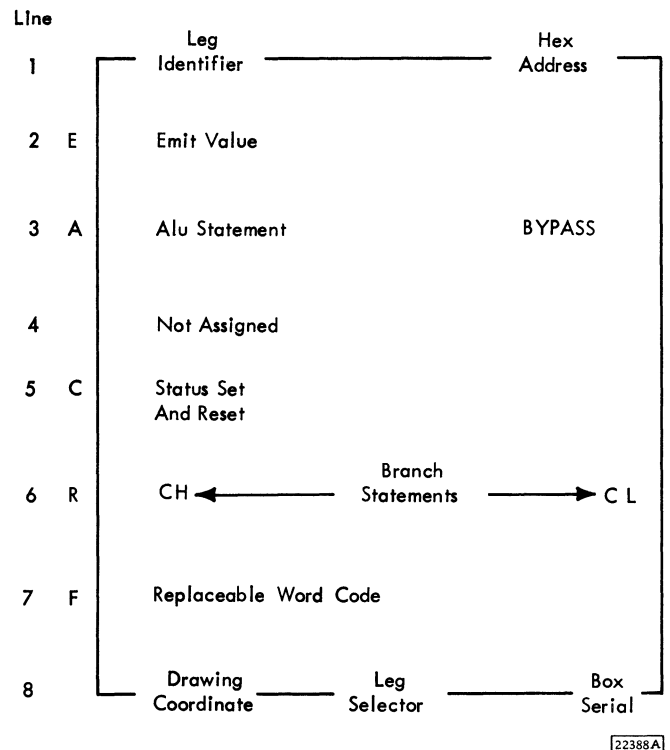 Line
Leg Hex
1 Identifier Address
2 E Emit Value
3 A Alu Statement BYPASS
4 Not Assigned
5 C Status Set
And Reset
Branch
6 R CH Statements C L
7 F Replaceable Word Code
Drawing Leg Box
8 Coordinate Selector Serial
22388A